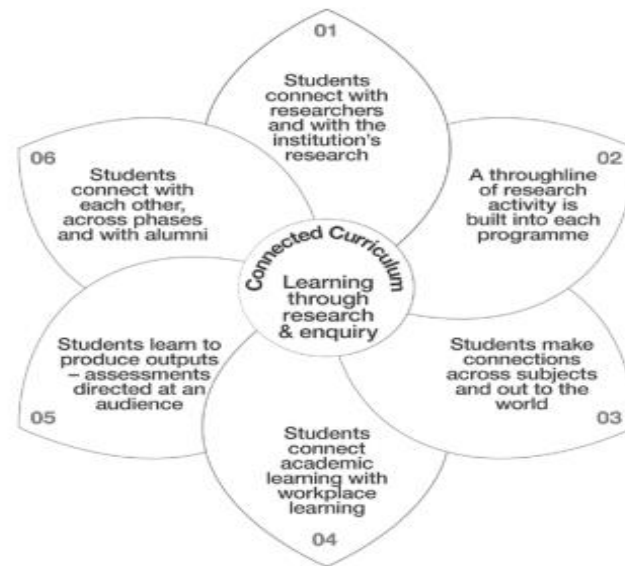 01
Students
connect with
researchers
and with the
institution's
research
02
A throughline
of research
activity is
built into each
programme
Students make
connections
across subjects
and out to the
world
03
Students
connect
academic
learning with
workplace
learning
04
Students learn to
produce outputs
– assessments
directed at an
audience
05
06
Students
connect with
each other,
across phases
and with alumni
Connected Curriculum
Learning
through
research
& enquiry